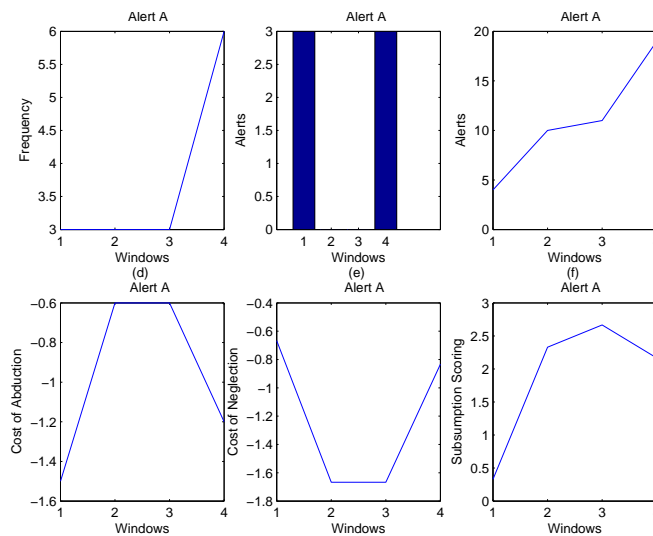 Alert A
6
5.5
5
4.5
4
3.5
3
Frequency
1 2 3 4
Windows
(d)
Alert A
3
2.5
2
1.5
1
0.5
0
Alerts
1 2 3 4
Windows
(e)
Alert A
20
15
10
5
0
Alerts
1 2 3
Windows
(f)
Alert A
−0.6
−0.8
−1
−1.2
−1.4
−1.6
Cost of Abduction
1 2 3 4
Windows
Alert A
−0.4
−0.6
−0.8
−1
−1.2
−1.4
−1.6
−1.8
Cost of Neglection
1 2 3 4
Windows
Alert A
3
2.5
2
1.5
1
0.5
0
Subsumption Scoring
1 2 3
Windows